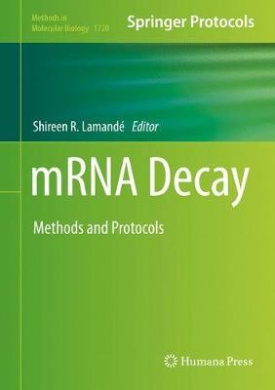 Methods in
Molecular Biology 1720
Springer Protocols
Shireen R. Lamandé Editor
mRNA Decay
Methods and Protocols
Humana Press